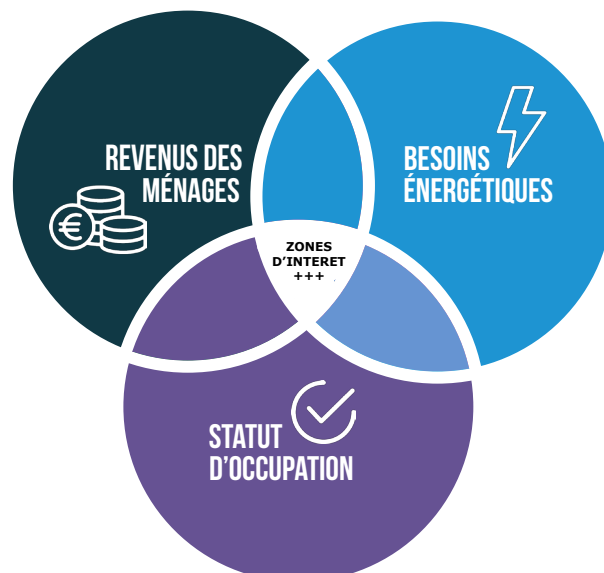 REVENUS DES
MÉNAGES
€
BESOINS
ÉNERGÉTIQUES
ZONES
D'INTERET
+++
STATUT
D'OCCUPATION